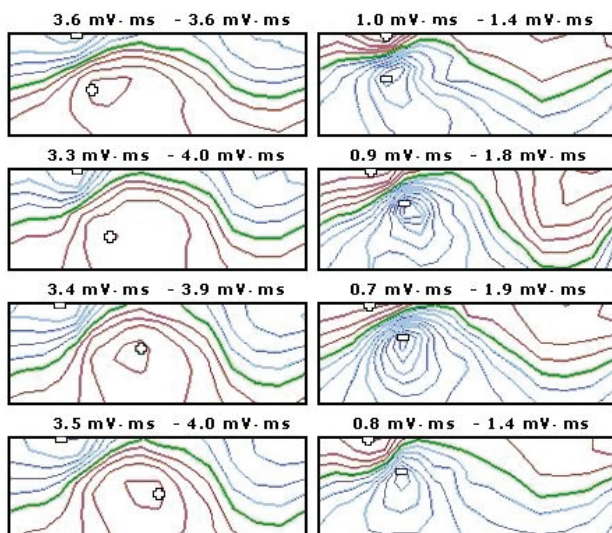 3.6 mV·ms - 3.6 mV·ms
1.0 mV·ms - 1.4 mV·ms
3.3 mV·ms - 4.0 mV·ms
0.9 mV·ms - 1.8 mV·ms
3.4 mV·ms - 3.9 mV·ms
0.7 mV·ms - 1.9 mV·ms
3.5 mV·ms - 4.0 mV·ms
0.8 mV·ms - 1.4 mV·ms